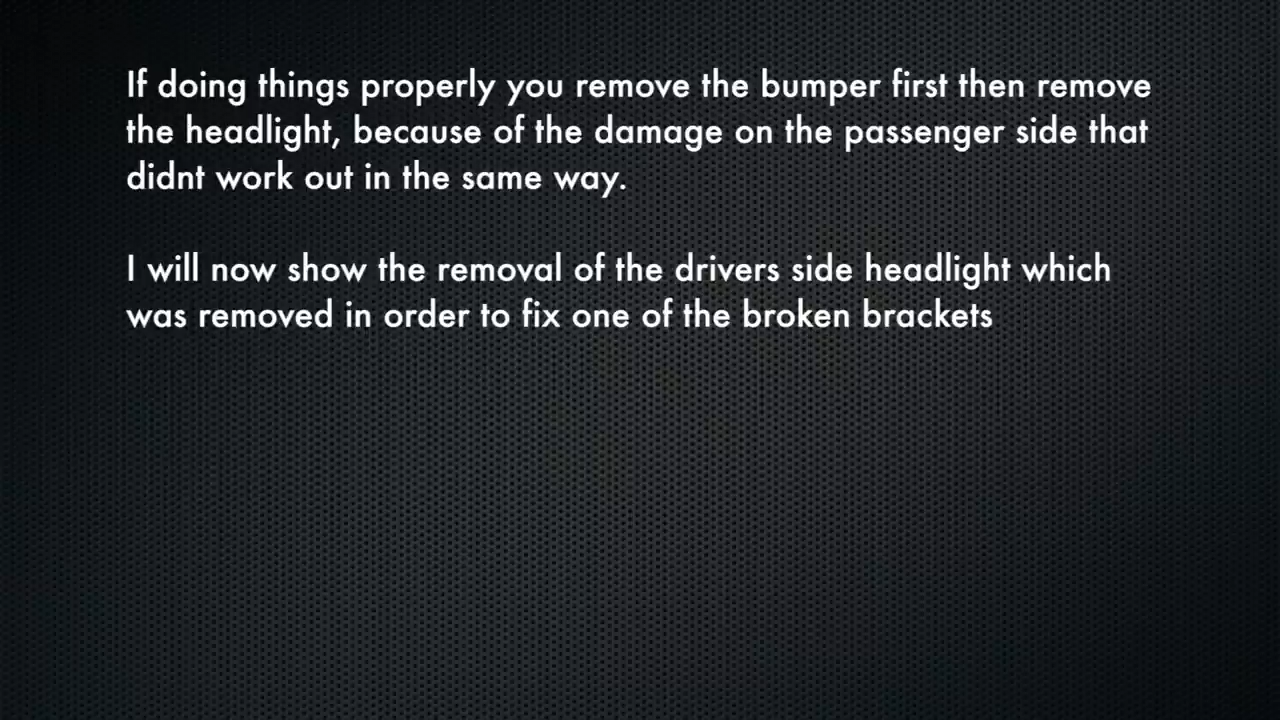 If doing things properly you remove the bumper first then remove
the headlight, because of the damage on the passenger side that
didnt work out in the same way.
I will now show the removal of the drivers side headlight which
was removed in order to fix one of the broken brackets